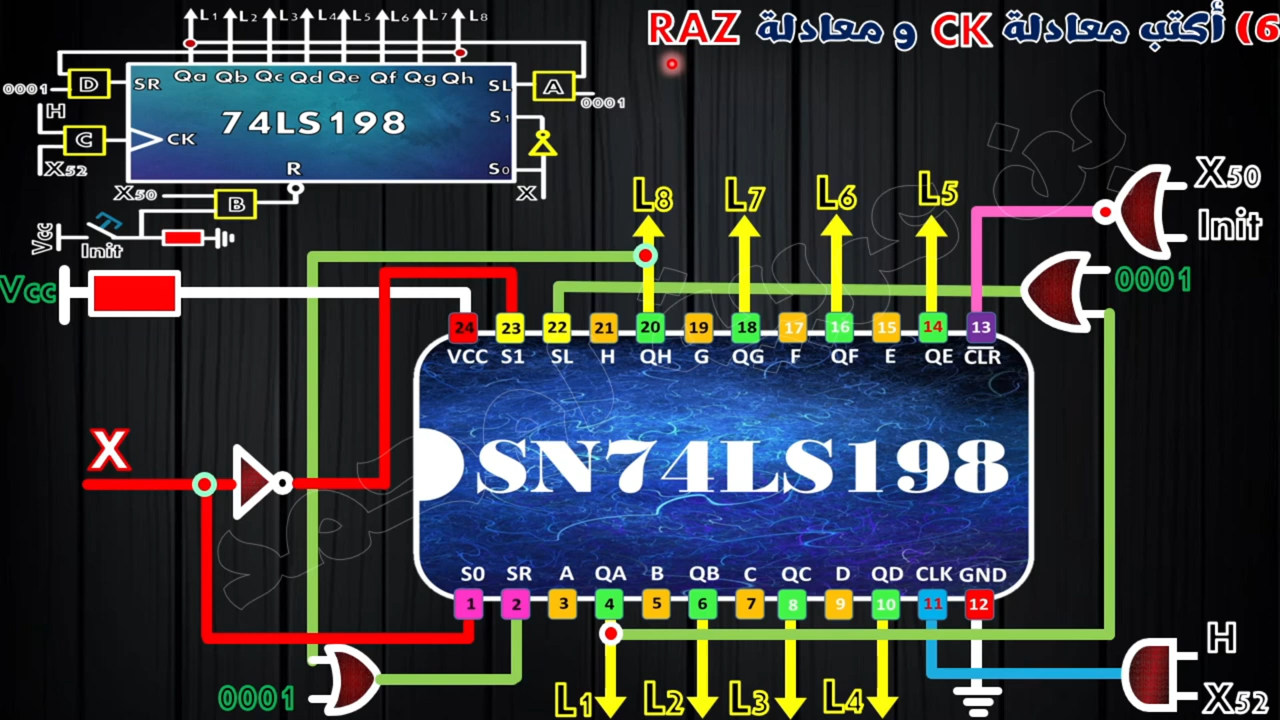 6) أكتب معادلة CK و معادلة RAZ
L1 L2 L3 L4 L5 L6 L7 L8
0001 D SR Qa Qb Qc Qd Qe Qf Qg Qh SL A 0001
H
C CK 74LS198 S1
X52
R S0
X50 B X
Vcc Init
Vcc
L8 L7 L6 L5
X50
Init
0001
24 23 22 21 20 19 18 17 16 15 14 13
VCC S1 SL H QH G QG F QF E QE CLR
X
SN74LS198
S0 SR A QA B QB C QC D QD CLK GND
1 2 3 4 5 6 7 8 9 10 11 12
0001
L1 L2 L3 L4
H
X52